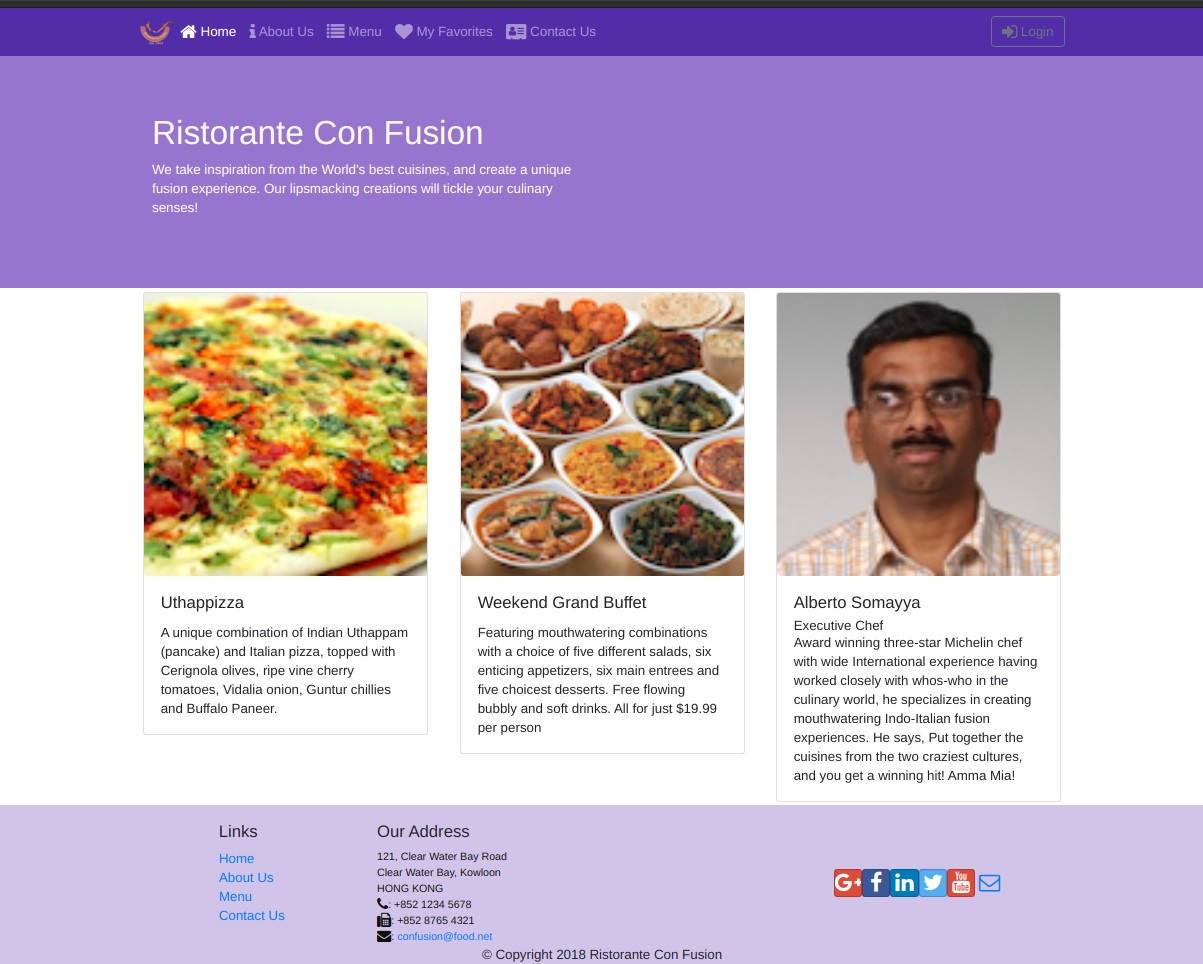 Home About Us Menu My Favorites Contact Us Login
Ristorante Con Fusion
We take inspiration from the World's best cuisines, and create a unique
fusion experience. Our lipsmacking creations will tickle your culinary
senses!
Uthappizza
A unique combination of Indian Uthappam
(pancake) and Italian pizza, topped with
Cerignola olives, ripe vine cherry
tomatoes, Vidalia onion, Guntur chillies
and Buffalo Paneer.
Weekend Grand Buffet
Featuring mouthwatering combinations
with a choice of five different salads, six
enticing appetizers, six main entrees and
five choicest desserts. Free flowing
bubbly and soft drinks. All for just $19.99
per person
Alberto Somayya
Executive Chef
Award winning three-star Michelin chef
with wide International experience having
worked closely with whos-who in the
culinary world, he specializes in creating
mouthwatering Indo-Italian fusion
experiences. He says, Put together the
cuisines from the two craziest cultures,
and you get a winning hit! Amma Mia!
Links
Home
About Us
Menu
Contact Us
Our Address
121, Clear Water Bay Road
Clear Water Bay, Kowloon
HONG KONG
: +852 1234 5678
: +852 8765 4321
: confusion@food.net
G+ f in You Tube
© Copyright 2018 Ristorante Con Fusion